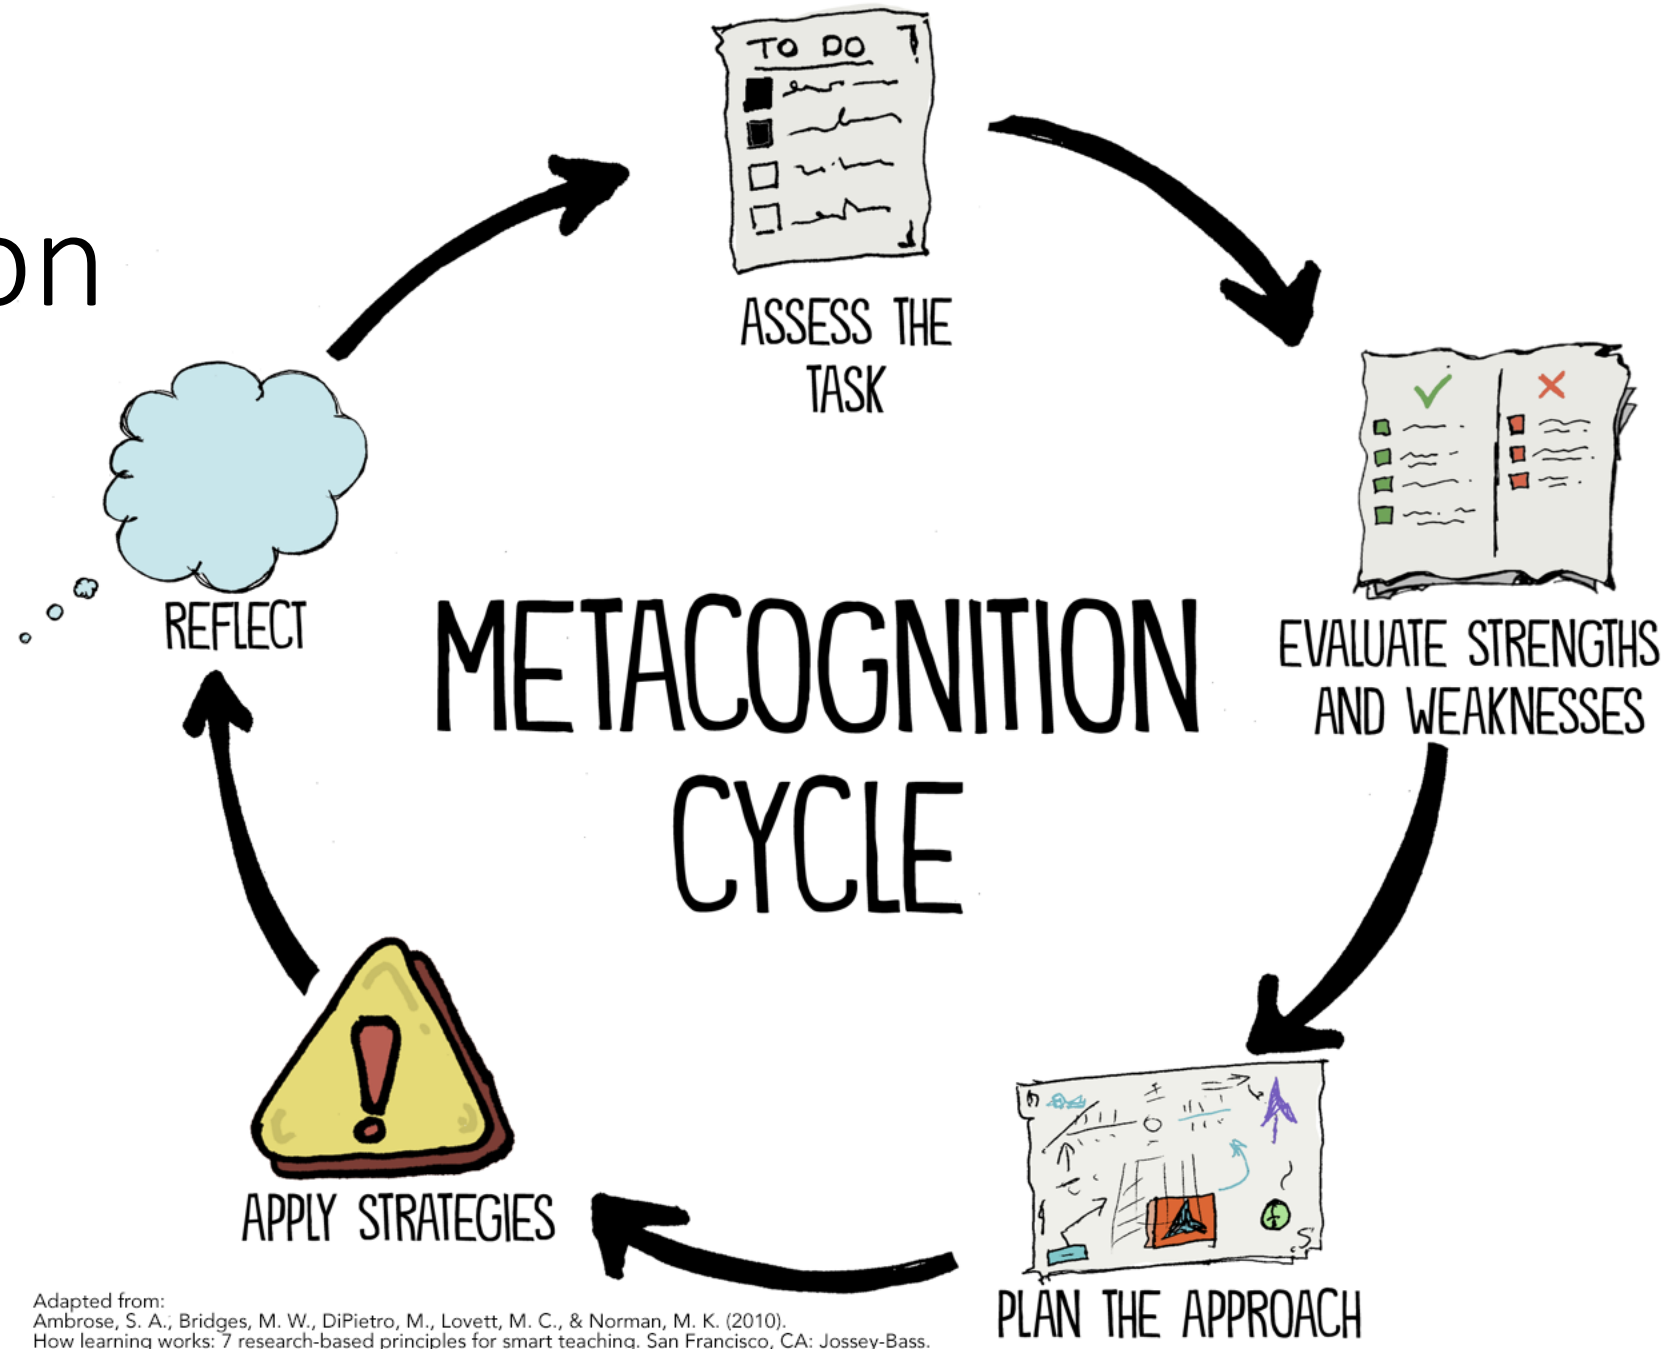 on
TO DO
ASSESS THE
TASK
EVALUATE STRENGTHS
AND WEAKNESSES
REFLECT
METACOGNITION
CYCLE
APPLY STRATEGIES
PLAN THE APPROACH
Adapted from:
Ambrose, S. A., Bridges, M. W., DiPietro, M., Lovett, M. C., & Norman, M. K. (2010).
How learning works: 7 research-based principles for smart teaching. San Francisco, CA: Jossey-Bass.